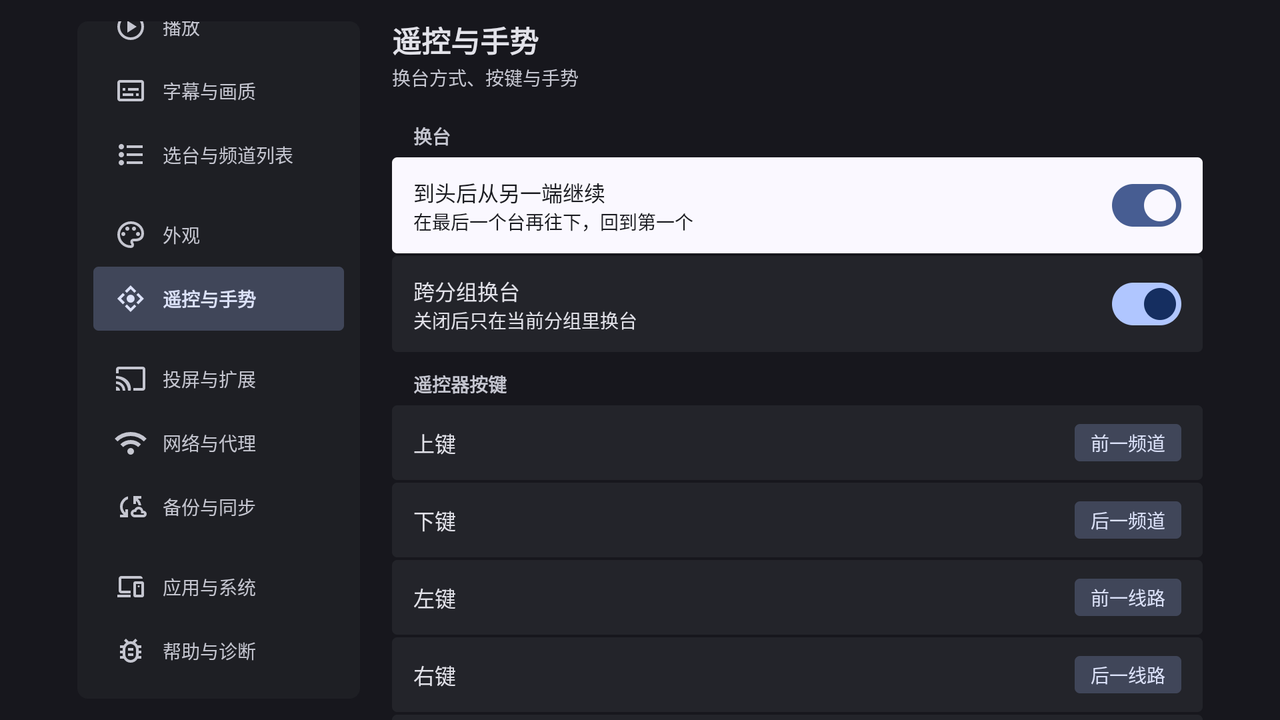 播放
字幕与画质
选台与频道列表
外观
遥控与手势
投屏与扩展
网络与代理
备份与同步
应用与系统
帮助与诊断
遥控与手势
换台方式、按键与手势
换台
到头后从另一端继续
在最后一个台再往下，回到第一个
跨分组换台
关闭后只在当前分组里换台
遥控器按键
上键
前一频道
下键
后一频道
左键
前一线路
右键
后一线路